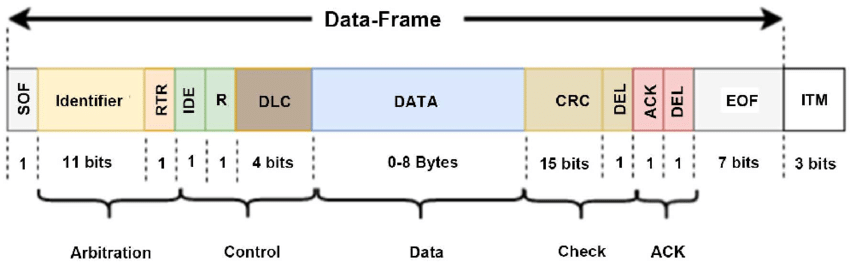 Data-Frame
SOF Identifier RTR IDE R DLC DATA CRC DEL ACK DEL EOF ITM
1 11 bits 1 1 1 4 bits 0-8 Bytes 15 bits 1 1 1 7 bits 3 bits
Arbitration Control Data Check ACK